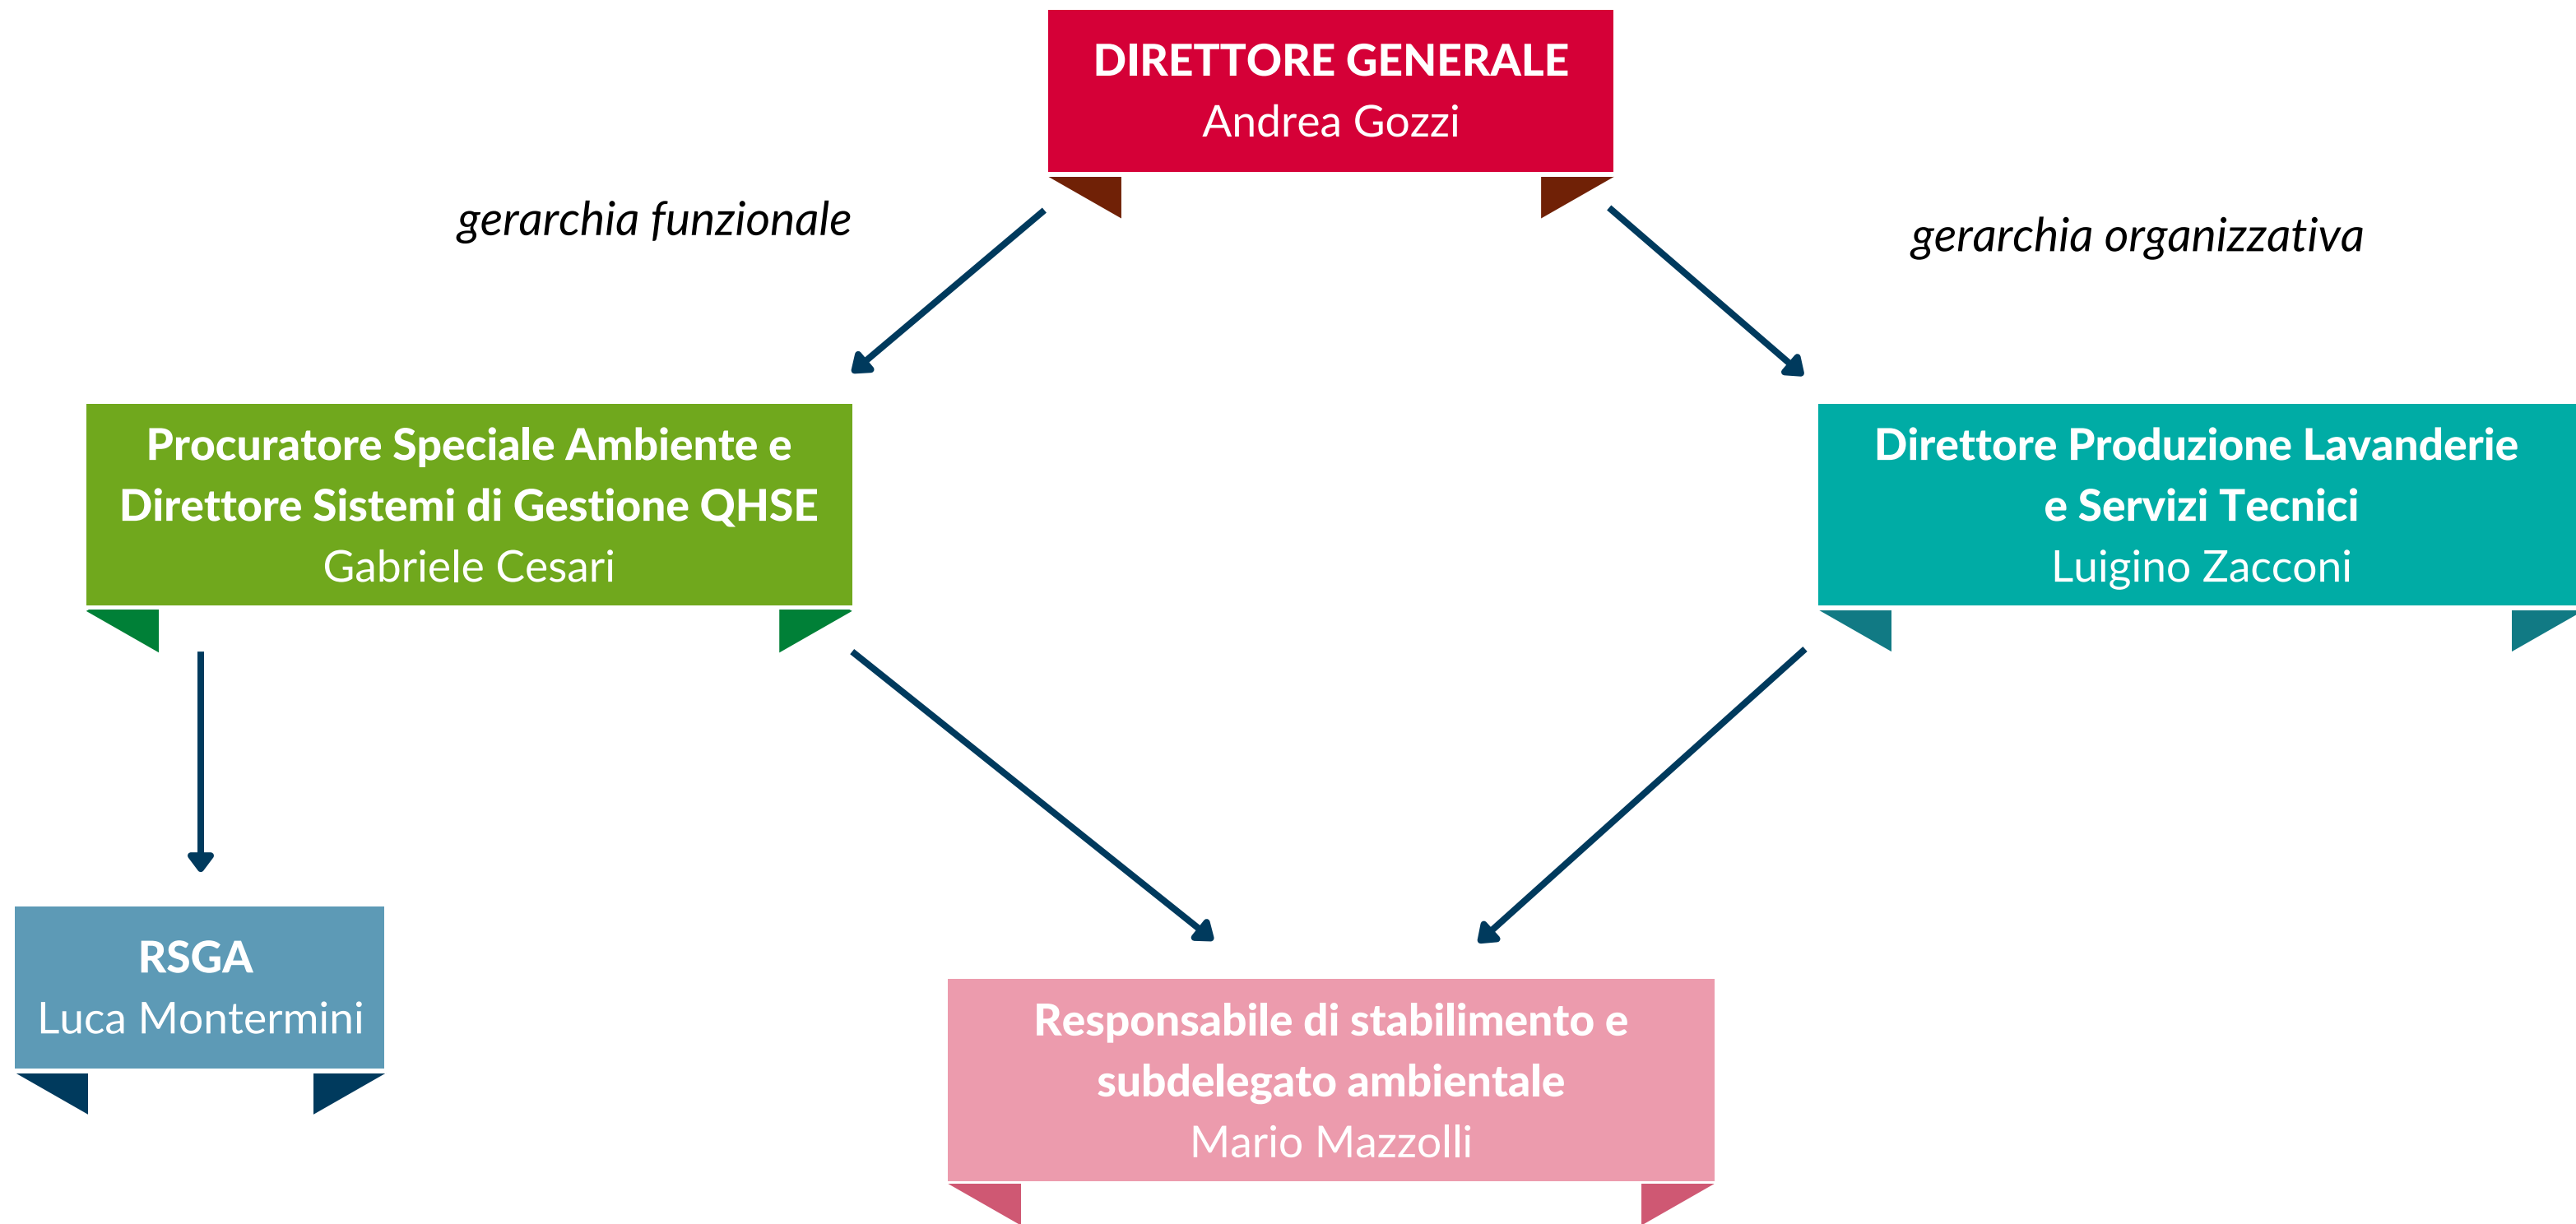 DIRETTORE GENERALE
Andrea Gozzi
gerarchia funzionale
gerarchia organizzativa
Procuratore Speciale Ambiente e
Direttore Sistemi di Gestione QHSE
Gabriele Cesari
Direttore Produzione Lavanderie
e Servizi Tecnici
Luigino Zacconi
RSGA
Luca Montermini
Responsabile di stabilimento e
subdelegato ambientale
Mario Mazzolli